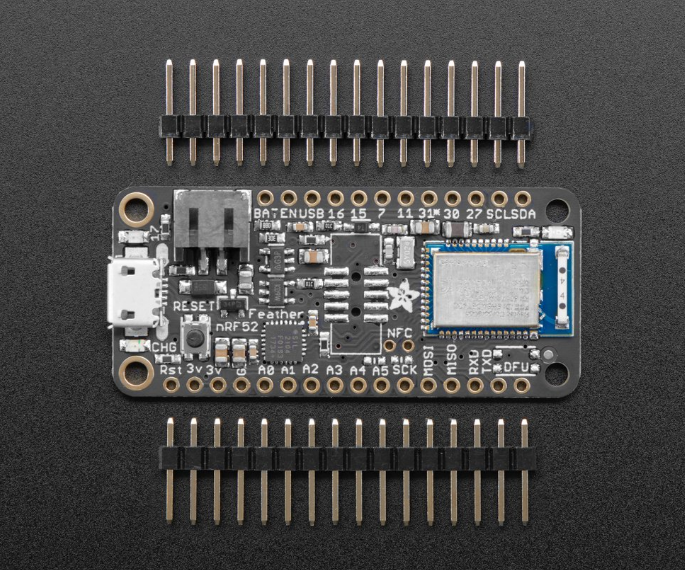 BAT EN USB 16 15 7 11 31* 30 27 SCL SDA
17
RESET
Feather
nRF52
NFC
CHG
MOSI
MISO
RXD
TXD
DFU
Rst 3v 3v G A0 A1 A2 A3 A4 A5 SCK